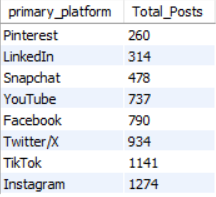 primary_platform Total_Posts
Pinterest 260
LinkedIn 314
Snapchat 478
YouTube 737
Facebook 790
Twitter/X 934
TikTok 1141
Instagram 1274